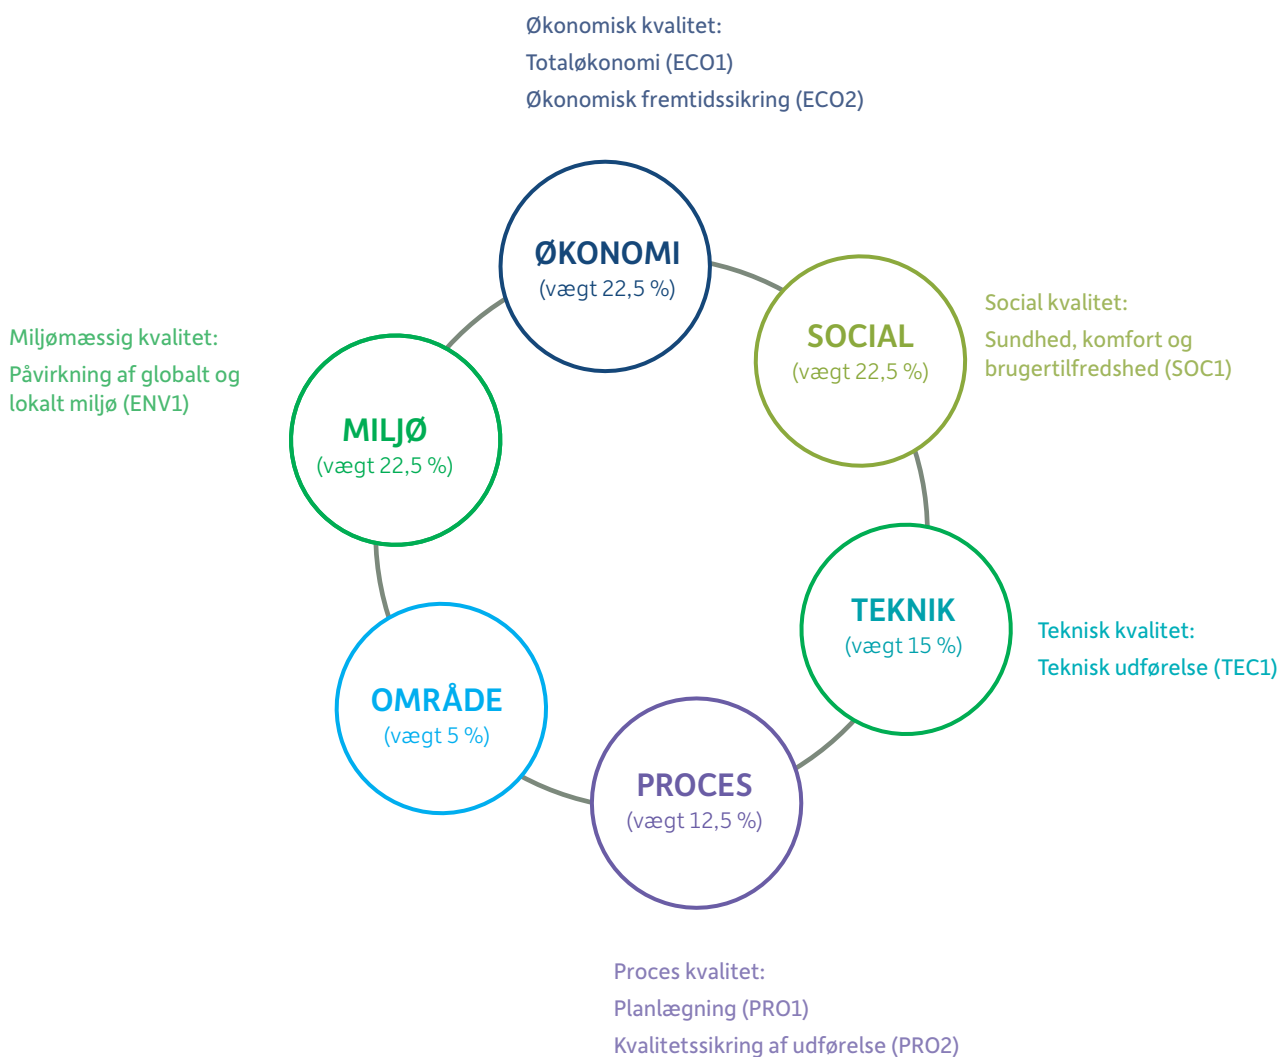 Økonomisk kvalitet:
Totaløkonomi (ECO1)
Økonomisk fremtidssikring (ECO2)
ØKONOMI
(vægt 22,5 %)
SOCIAL
(vægt 22,5 %)
Social kvalitet:
Sundhed, komfort og
brugertilfredshed (SOC1)
Miljømæssig kvalitet:
Påvirkning af globalt og
lokalt miljø (ENV1)
MILJØ
(vægt 22,5 %)
TEKNIK
(vægt 15 %)
Teknisk kvalitet:
Teknisk udførelse (TEC1)
OMRÅDE
(vægt 5 %)
PROCES
(vægt 12,5 %)
Proces kvalitet:
Planlægning (PRO1)
Kvalitetssikring af udførelse (PRO2)